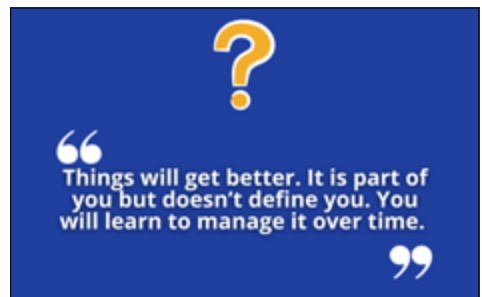 ?
“
Things will get better. It is part of
you but doesn’t define you. You
will learn to manage it over time.
”